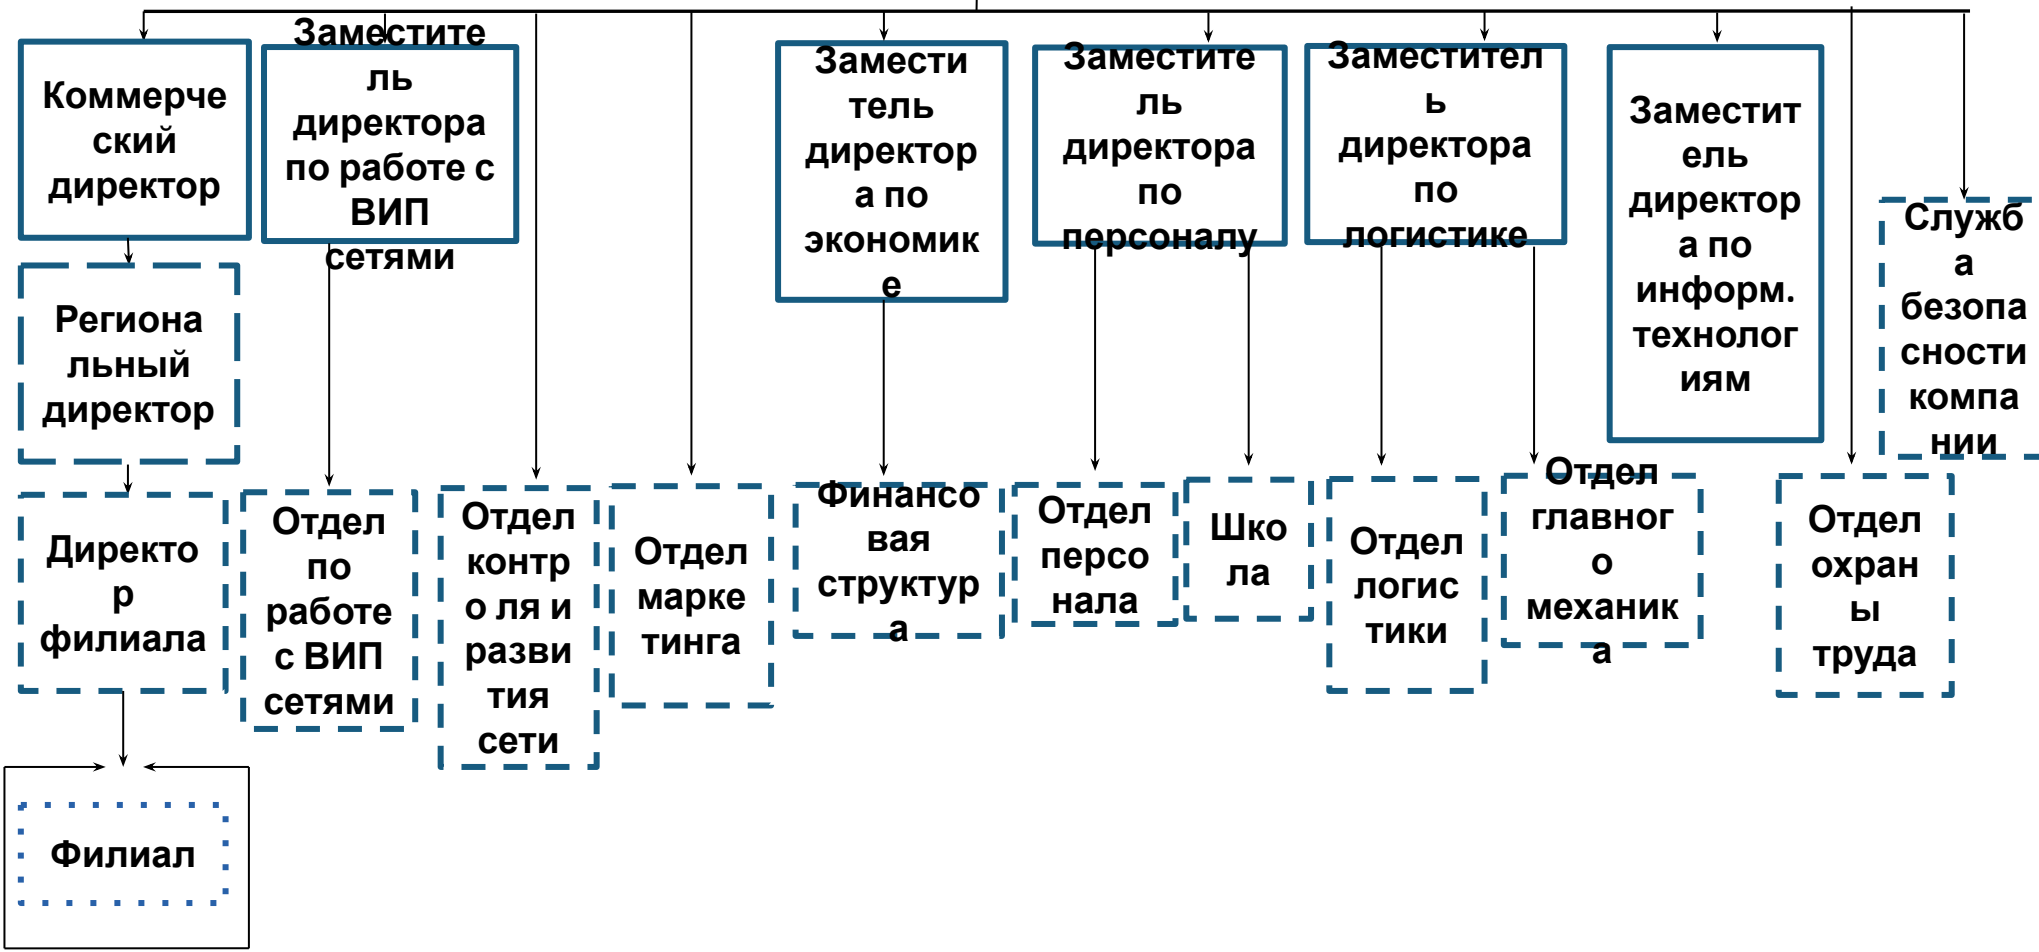 Коммерче
ский
директор
Заместите
ль
директора
по работе с
ВИП
сетями
Замести
тель
директор
а по
экономик
е
Заместите
ль
директора
по
персоналу
Заместител
ь
директора
по
логистике
Заместит
ель
директор
а по
информ.
технолог
иям
Служб
а
безопа
сности
компа
нии
Региона
льный
директор
Директо
р
филиала
Отдел
по
работе
с ВИП
сетями
Отдел
контр
о ля и
разви
тия
сети
Отдел
марке
тинга
Финансо
вая
структур
а
Отдел
персо
нала
Шко
ла
Отдел
логис
тики
Отдел
главног
о
механик
а
Отдел
охран
ы
труда
Филиал